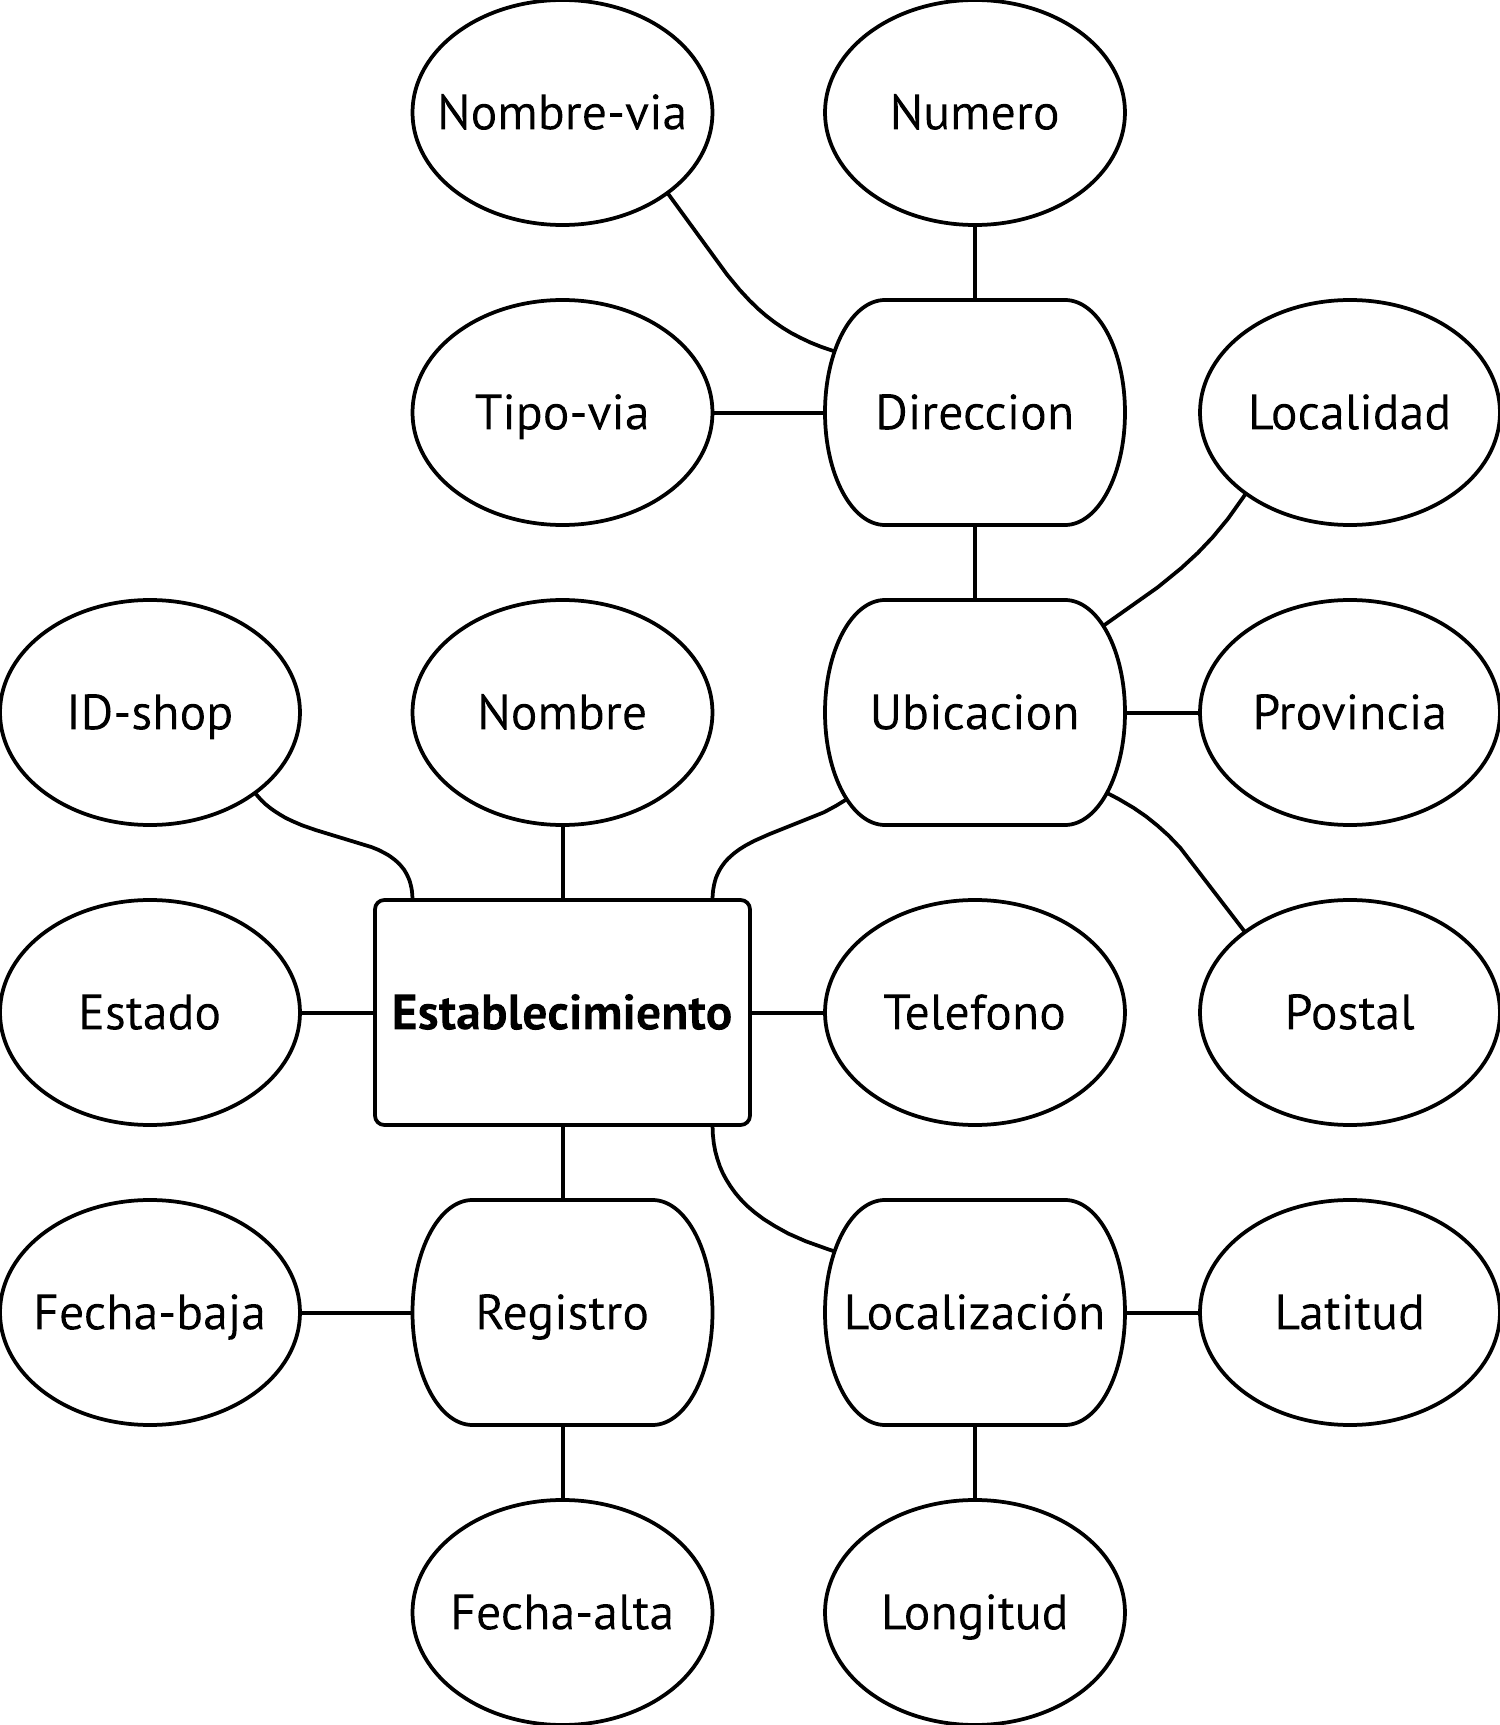 Nombre-via
Numero
Tipo-via
Direccion
Localidad
ID-shop
Nombre
Ubicacion
Provincia
Estado
Establecimiento
Telefono
Postal
Fecha-baja
Registro
Localización
Latitud
Fecha-alta
Longitud